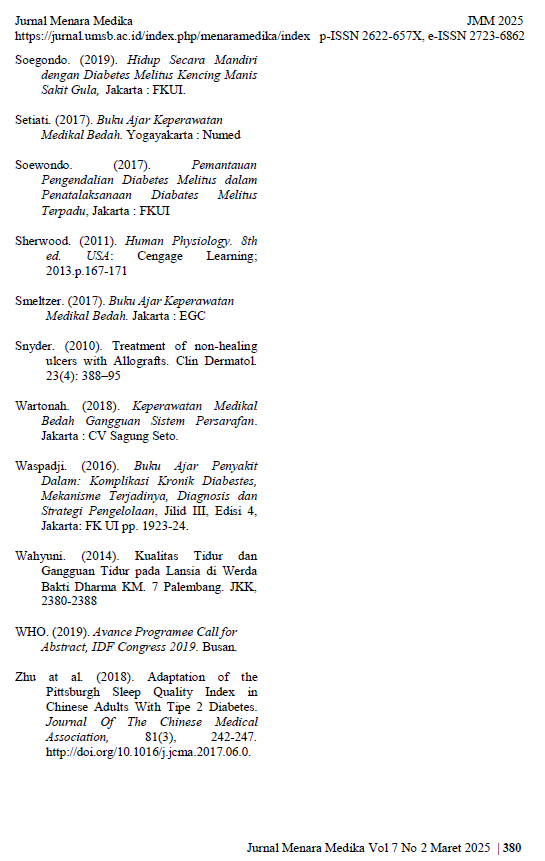 Jurnal Menara Medika JMM 2025
https://jurnal.umsb.ac.id/index.php/menaramedika/index p-ISSN 2622-657X, e-ISSN 2723-6862
Soegondo. (2019). Hidup Secara Mandiri
dengan Diabetes Melitus Kencing Manis
Sakit Gula, Jakarta : FKUI.
Setiati. (2017). Buku Ajar Keperawatan
Medikal Bedah. Yogayakarta : Numed
Soewondo. (2017). Pemantauan
Pengendalian Diabetes Melitus dalam
Penatalaksanaan Diabates Melitus
Terpadu, Jakarta : FKUI
Sherwood. (2011). Human Physiology. 8th
ed. USA: Cengage Learning;
2013.p.167-171
Smeltzer. (2017). Buku Ajar Keperawatan
Medikal Bedah. Jakarta : EGC
Snyder. (2010). Treatment of non-healing
ulcers with Allografts. Clin Dermatol.
23(4): 388–95
Wartonah. (2018). Keperawatan Medikal
Bedah Gangguan Sistem Persarafan.
Jakarta : CV Sagung Seto.
Waspadji. (2016). Buku Ajar Penyakit
Dalam: Komplikasi Kronik Diabestes,
Mekanisme Terjadinya, Diagnosis dan
Strategi Pengelolaan, Jilid III, Edisi 4,
Jakarta: FK UI pp. 1923-24.
Wahyuni. (2014). Kualitas Tidur dan
Gangguan Tidur pada Lansia di Werda
Bakti Dharma KM. 7 Palembang. JKK,
2380-2388
WHO. (2019). Avance Programee Call for
Abstract, IDF Congress 2019. Busan.
Zhu at al. (2018). Adaptation of the
Pittsburgh Sleep Quality Index in
Chinese Adults With Tipe 2 Diabetes.
Journal Of The Chinese Medical
Association, 81(3), 242-247.
http://doi.org/10.1016/j.jcma.2017.06.0.
Jurnal Menara Medika Vol 7 No 2 Maret 2025 | 380